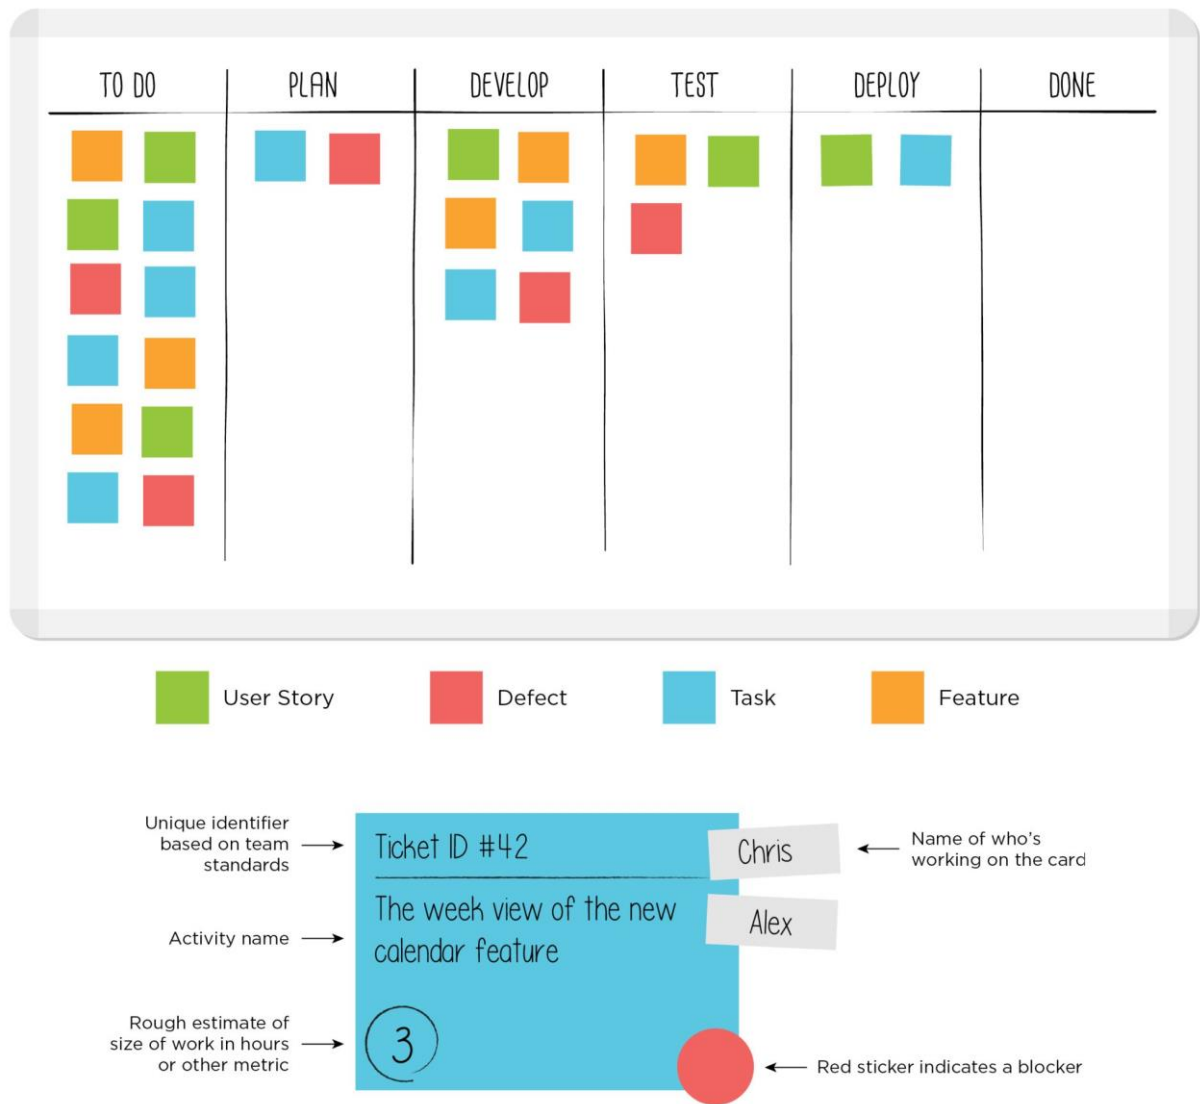 TO DO
PLAN
DEVELOP
TEST
DEPLOY
DONE
User Story
Defect
Task
Feature
Unique identifier
based on team
standards
Ticket ID #42
Chris
Name of who's
working on the card
Activity name
The week view of the new
calendar feature
Alex
Rough estimate of
size of work in hours
or other metric
3
Red sticker indicates a blocker